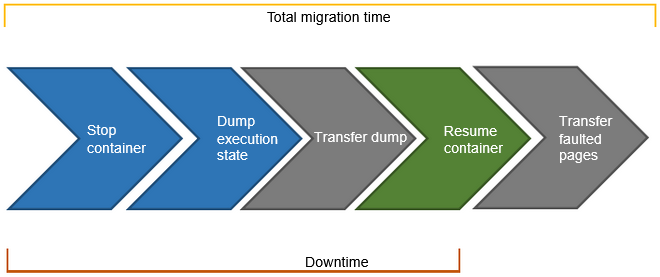 Total migration time
Stop
container
Dump
execution
state
Transfer dump
Resume
container
Transfer
faulted
pages
Downtime